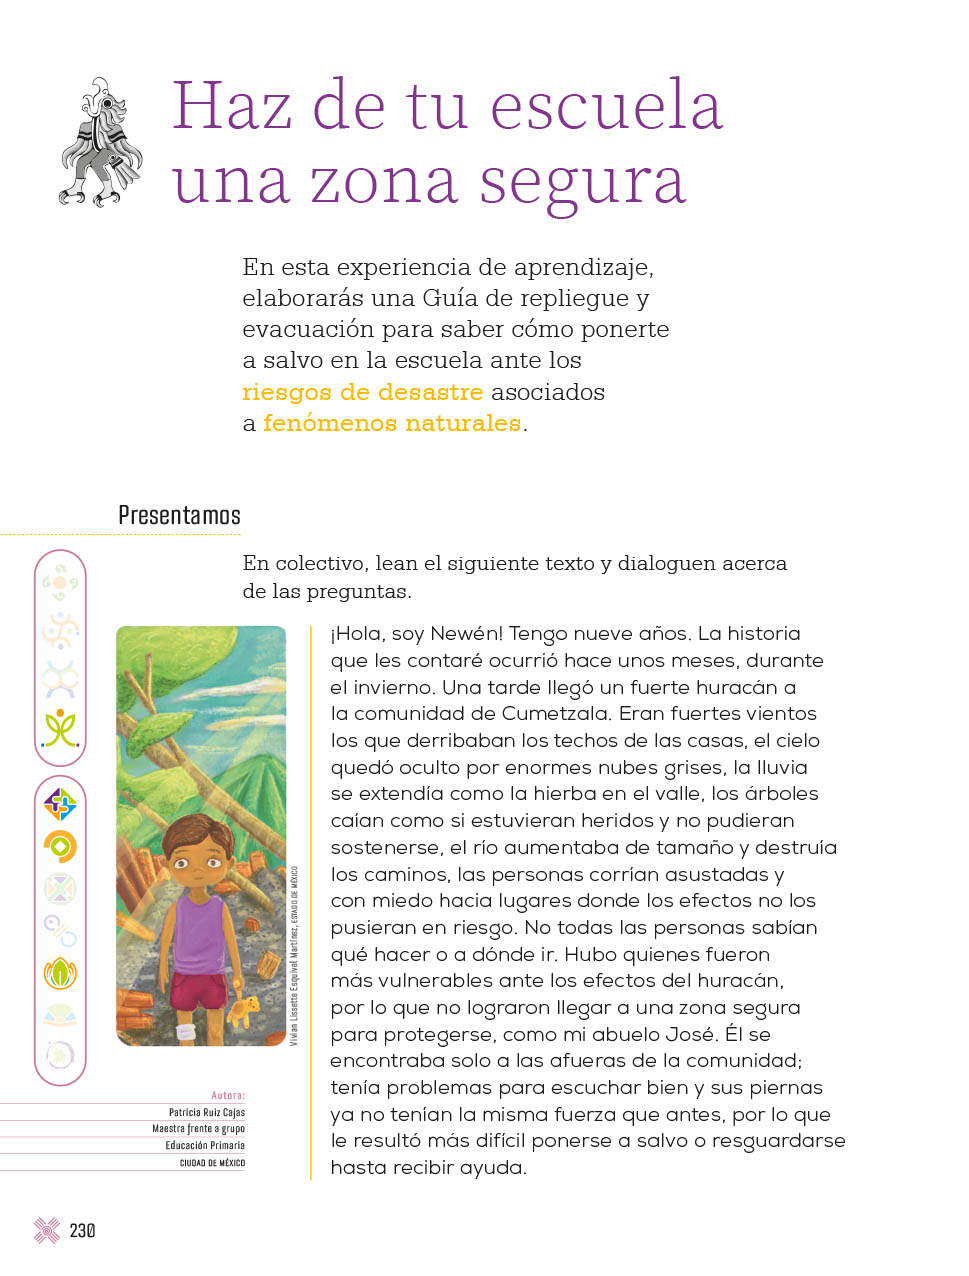 Haz de tu escuela
una zona segura
En esta experiencia de aprendizaje,
elaborarás una Guía de repliegue y
evacuación para saber cómo ponerte
a salvo en la escuela ante los
riesgos de desastre asociados
a fenómenos naturales.
Presentamos
En colectivo, lean el siguiente texto y dialoguen acerca
de las preguntas.
¡Hola, soy Newén! Tengo nueve años. La historia
que les contaré ocurrió hace unos meses, durante
el invierno. Una tarde llegó un fuerte huracán a
la comunidad de Cumetzala. Eran fuertes vientos
los que derribaban los techos de las casas, el cielo
quedó oculto por enormes nubes grises, la lluvia
se extendía como la hierba en el valle, los árboles
caían como si estuvieran heridos y no pudieran
sostenerse, el río aumentaba de tamaño y destruía
los caminos, las personas corrían asustadas y
con miedo hacia lugares donde los efectos no los
pusieran en riesgo. No todas las personas sabían
qué hacer o a dónde ir. Hubo quienes fueron
más vulnerables ante los efectos del huracán,
por lo que no lograron llegar a una zona segura
para protegerse, como mi abuelo José. Él se
encontraba solo a las afueras de la comunidad;
tenía problemas para escuchar bien y sus piernas
ya no tenían la misma fuerza que antes, por lo que
le resultó más difícil ponerse a salvo o resguardarse
hasta recibir ayuda.
Vivian Lissette Esquivel Martínez, ESTADO DE MÉXICO
Autora:
Patricia Ruiz Cajas
Maestra frente a grupo
Educación Primaria
CIUDAD DE MÉXICO
230